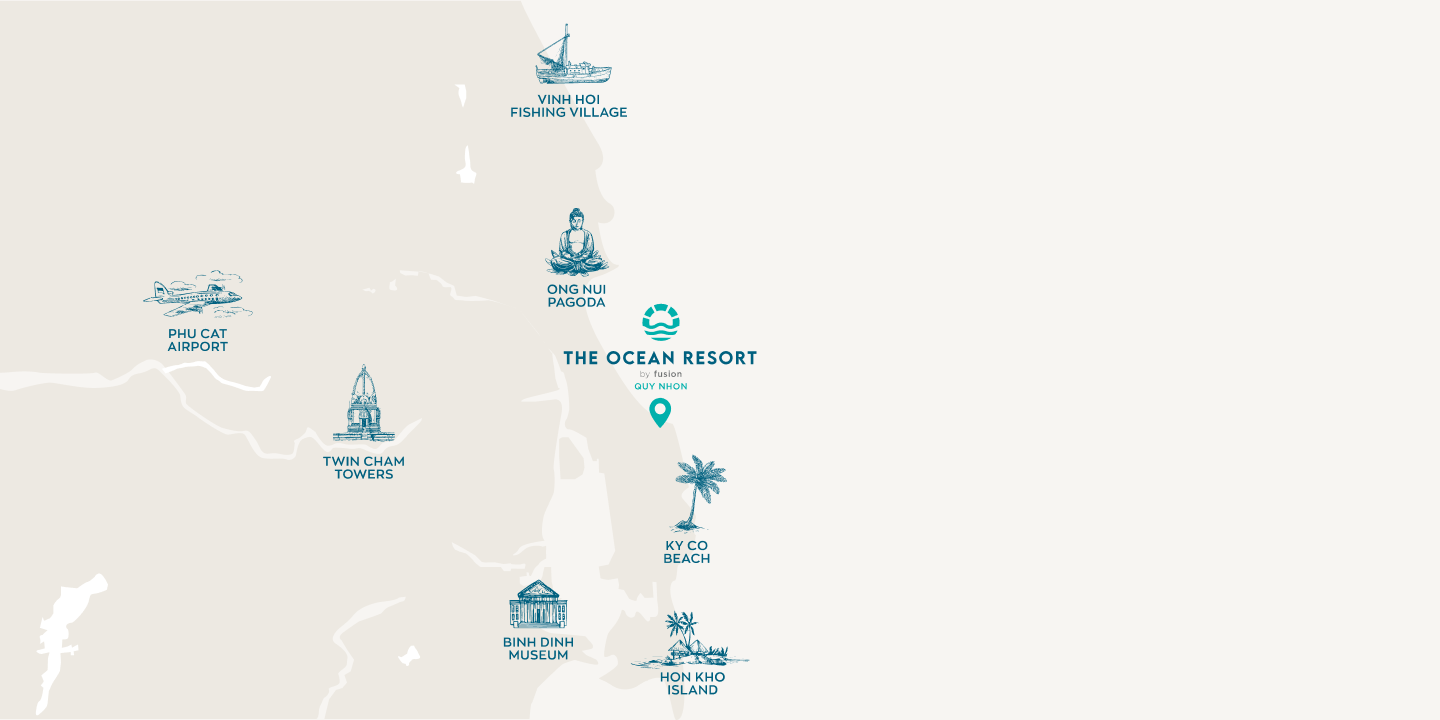 VINH HOI
FISHING VILLAGE
ONG NUI
PAGODA
PHU CAT
AIRPORT
THE OCEAN RESORT
by fusion
QUY NHON
TWIN CHAM
TOWERS
KY CO
BEACH
BINH DINH
MUSEUM
HON KHO
ISLAND